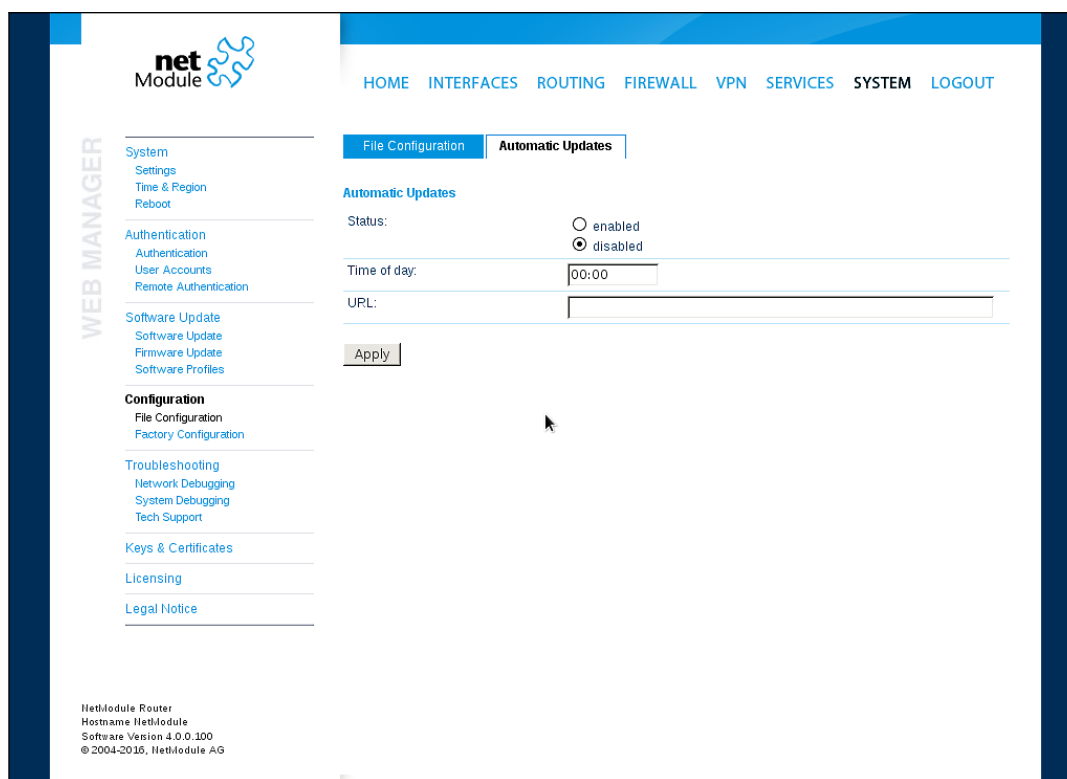 net
Module
HOME INTERFACES ROUTING FIREWALL VPN SERVICES SYSTEM LOGOUT
WEB MANAGER
System
Settings
Time & Region
Reboot
Authentication
Authentication
User Accounts
Remote Authentication
Software Update
Software Update
Firmware Update
Software Profiles
Configuration
File Configuration
Factory Configuration
Troubleshooting
Network Debugging
System Debugging
Tech Support
Keys & Certificates
Licensing
Legal Notice
File Configuration Automatic Updates
Automatic Updates
Status:
enabled
disabled
Time of day: 00:00
URL:
Apply
NetModule Router
Hostname NetModule
Software Version 4.0.0.100
© 2004-2016, NetModule AG